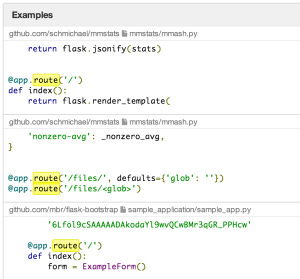 Examples
github.com/schmichael/mmstats mmstats/mmash.py
return flask.jsonify(stats)
@app.route('/')
def index():
return flask.render_template(
github.com/schmichael/mmstats mmstats/mmash.py
'nonzero-avg': _nonzero_avg,
}
@app.route('/files/', defaults={'glob': ''})
@app.route('/files/<glob>')
github.com/mbr/flask-bootstrap sample_application/sample_app.py
'6Lfol9cSAAAAADAkodaYl9wvQCwBMr3qGR_PPHcw'
@app.route('/')
def index():
form = ExampleForm()